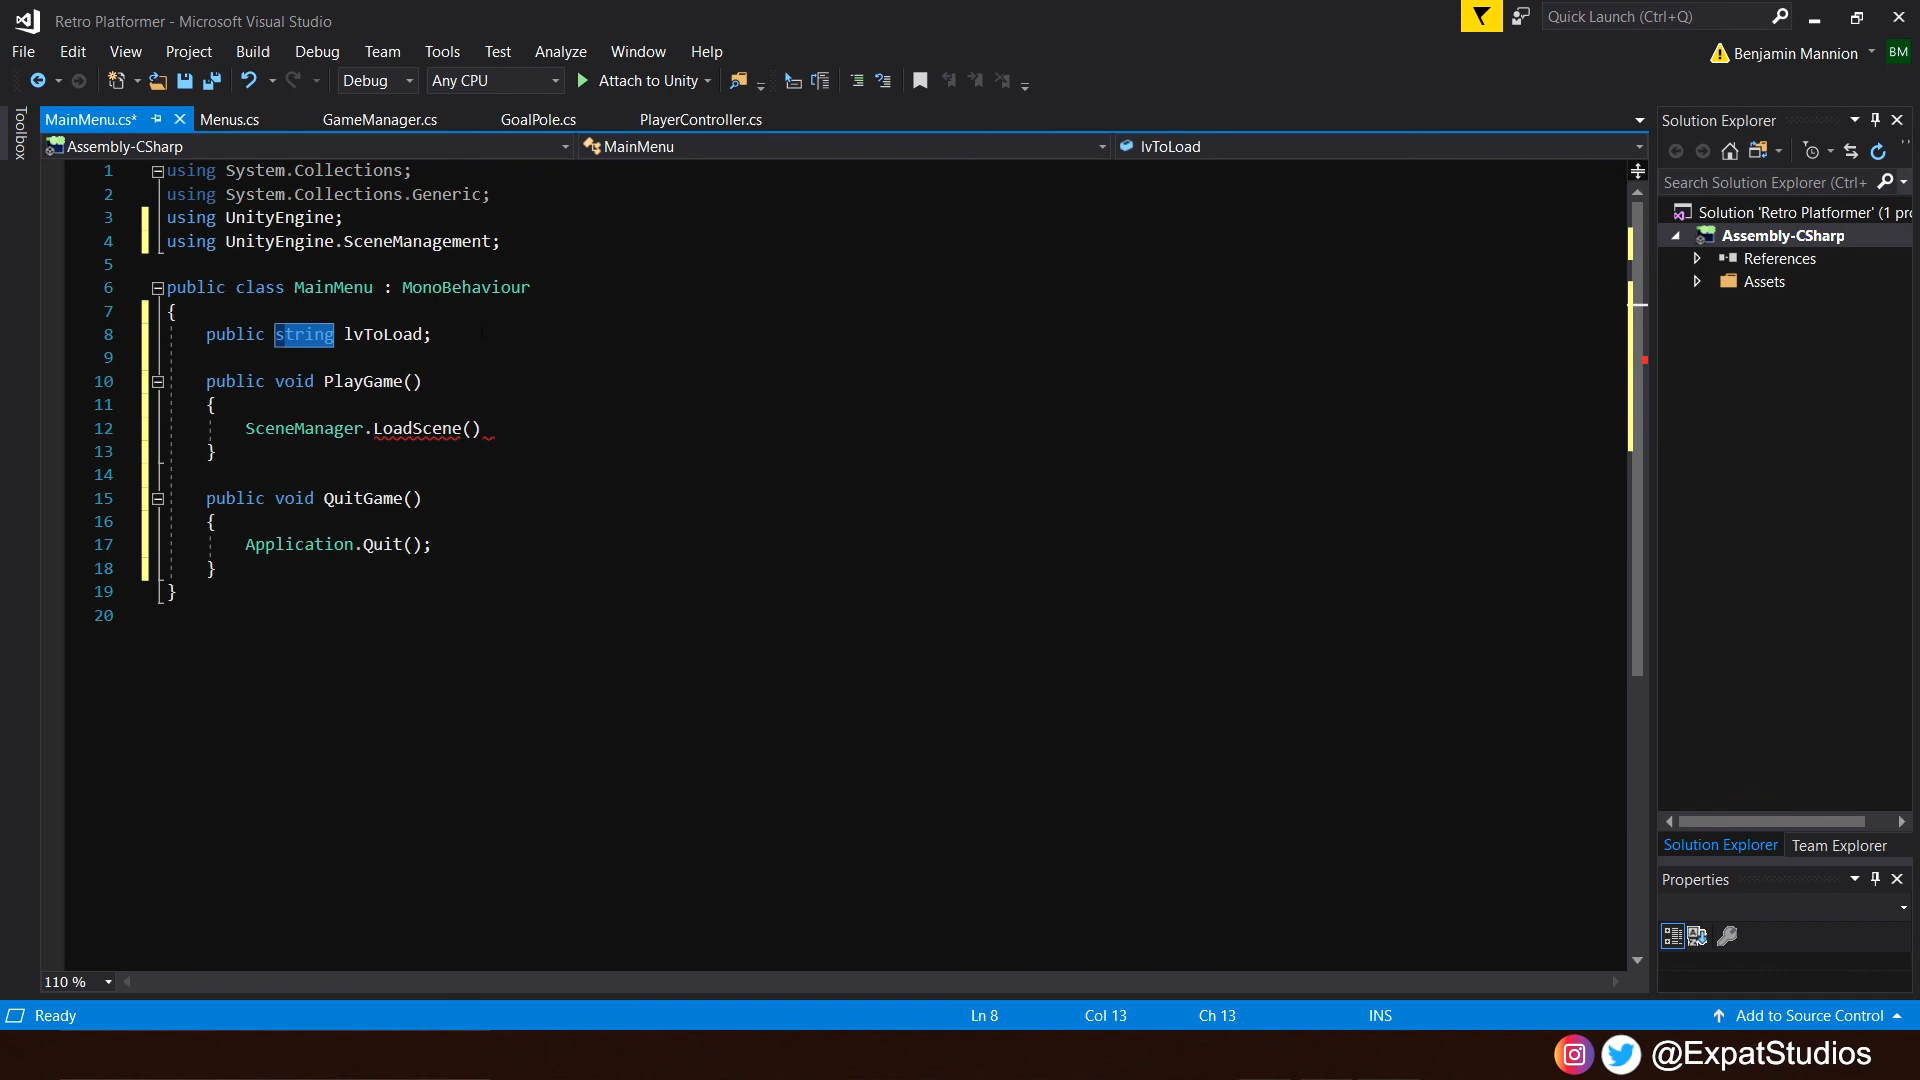 Retro Platformer - Microsoft Visual Studio
Quick Launch (Ctrl+Q)
File Edit View Project Build Debug Team Tools Test Analyze Window Help
Benjamin Mannion BM
Debug Any CPU Attach to Unity
Toolbox
MainMenu.cs* Menus.cs GameManager.cs GoalPole.cs PlayerController.cs
Assembly-CSharp MainMenu lvToLoad
1 using System.Collections;
2 using System.Collections.Generic;
3 using UnityEngine;
4 using UnityEngine.SceneManagement;
5
6 public class MainMenu : MonoBehaviour
7 {
8 public string lvToLoad;
9
10 public void PlayGame()
11 {
12 SceneManager.LoadScene()
13 }
14
15 public void QuitGame()
16 {
17 Application.Quit();
18 }
19 }
20
Solution Explorer
Search Solution Explorer (Ctrl+
Solution 'Retro Platformer' (1 pro
Assembly-CSharp
References
Assets
Solution Explorer Team Explorer
Properties
110 %
Ready Ln 8 Col 13 Ch 13 INS Add to Source Control
@ExpatStudios